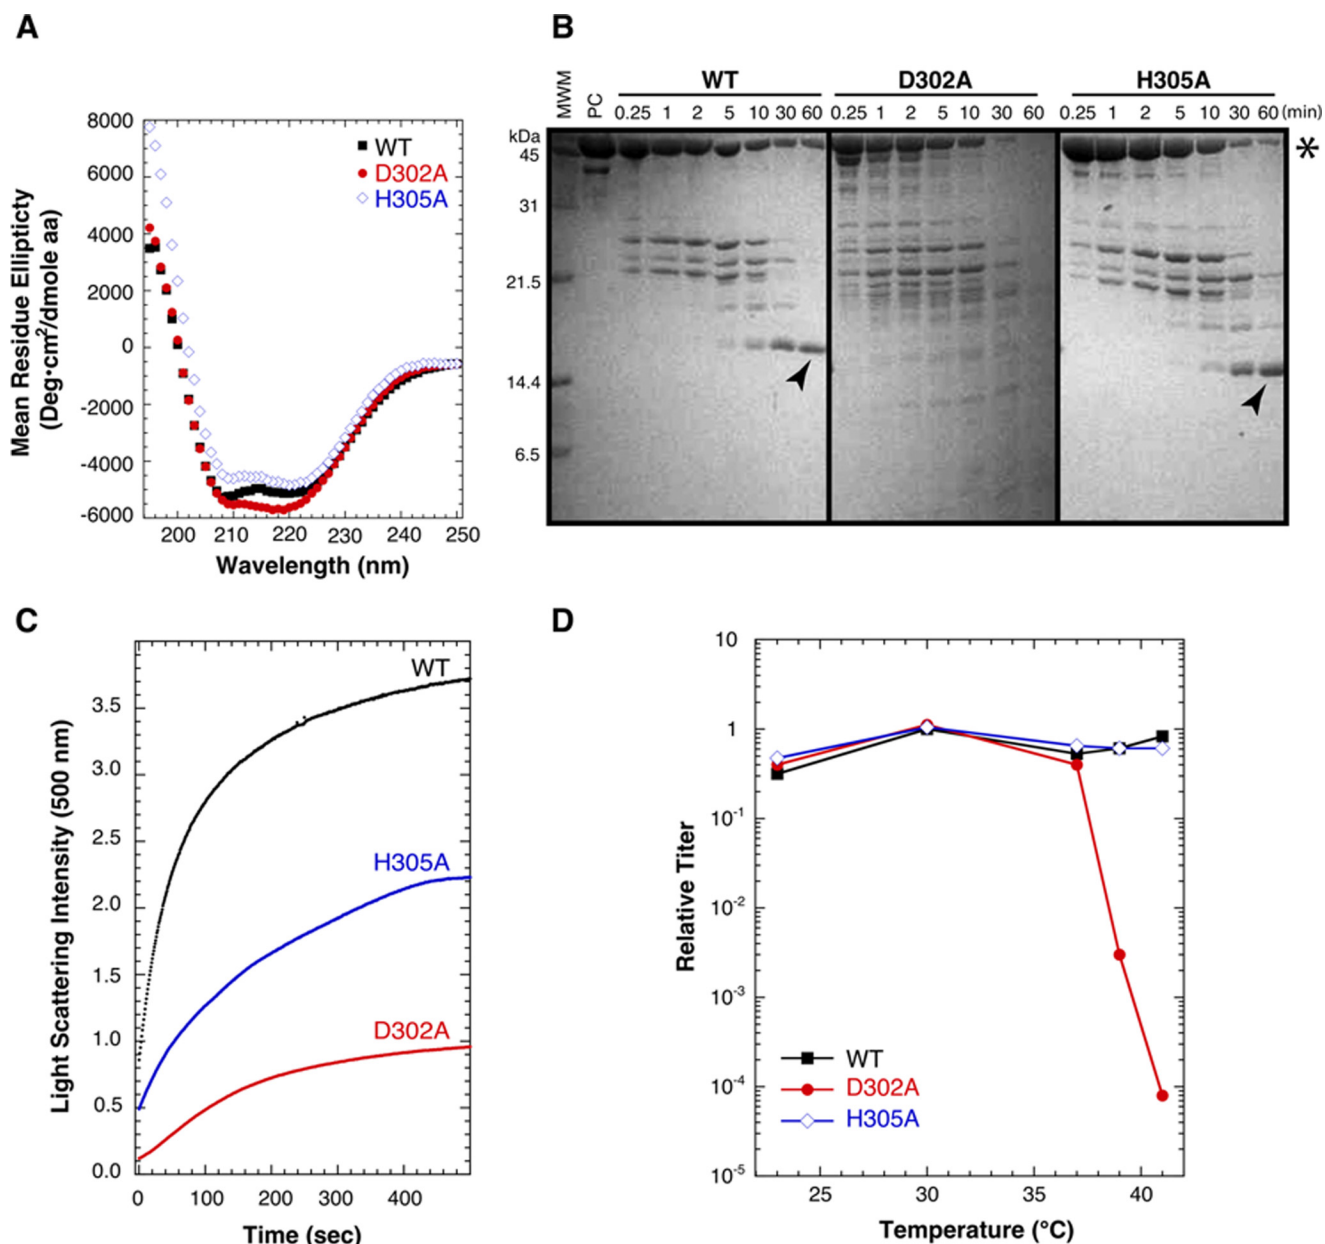 A
8000
6000
4000
2000
0
-2000
-4000
-6000
200 210 220 230 240 250
Wavelength (nm)
Mean Residue Ellipticty
(Deg·cm²/dmole aa)
WT
D302A
H305A
B
MWM PC WT D302A H305A
0.25 1 2 5 10 30 60 0.25 1 2 5 10 30 60 0.25 1 2 5 10 30 60 (min)
kDa
45
31
21.5
14.4
6.5
*
C
WT
H305A
D302A
3.5
3.0
2.5
2.0
1.5
1.0
0.5
0.0
0 100 200 300 400
Time (sec)
Light Scattering Intensity (500 nm)
D
10
1
10⁻¹
10⁻²
10⁻³
10⁻⁴
10⁻⁵
25 30 35 40
Temperature (°C)
Relative Titer
WT
D302A
H305A